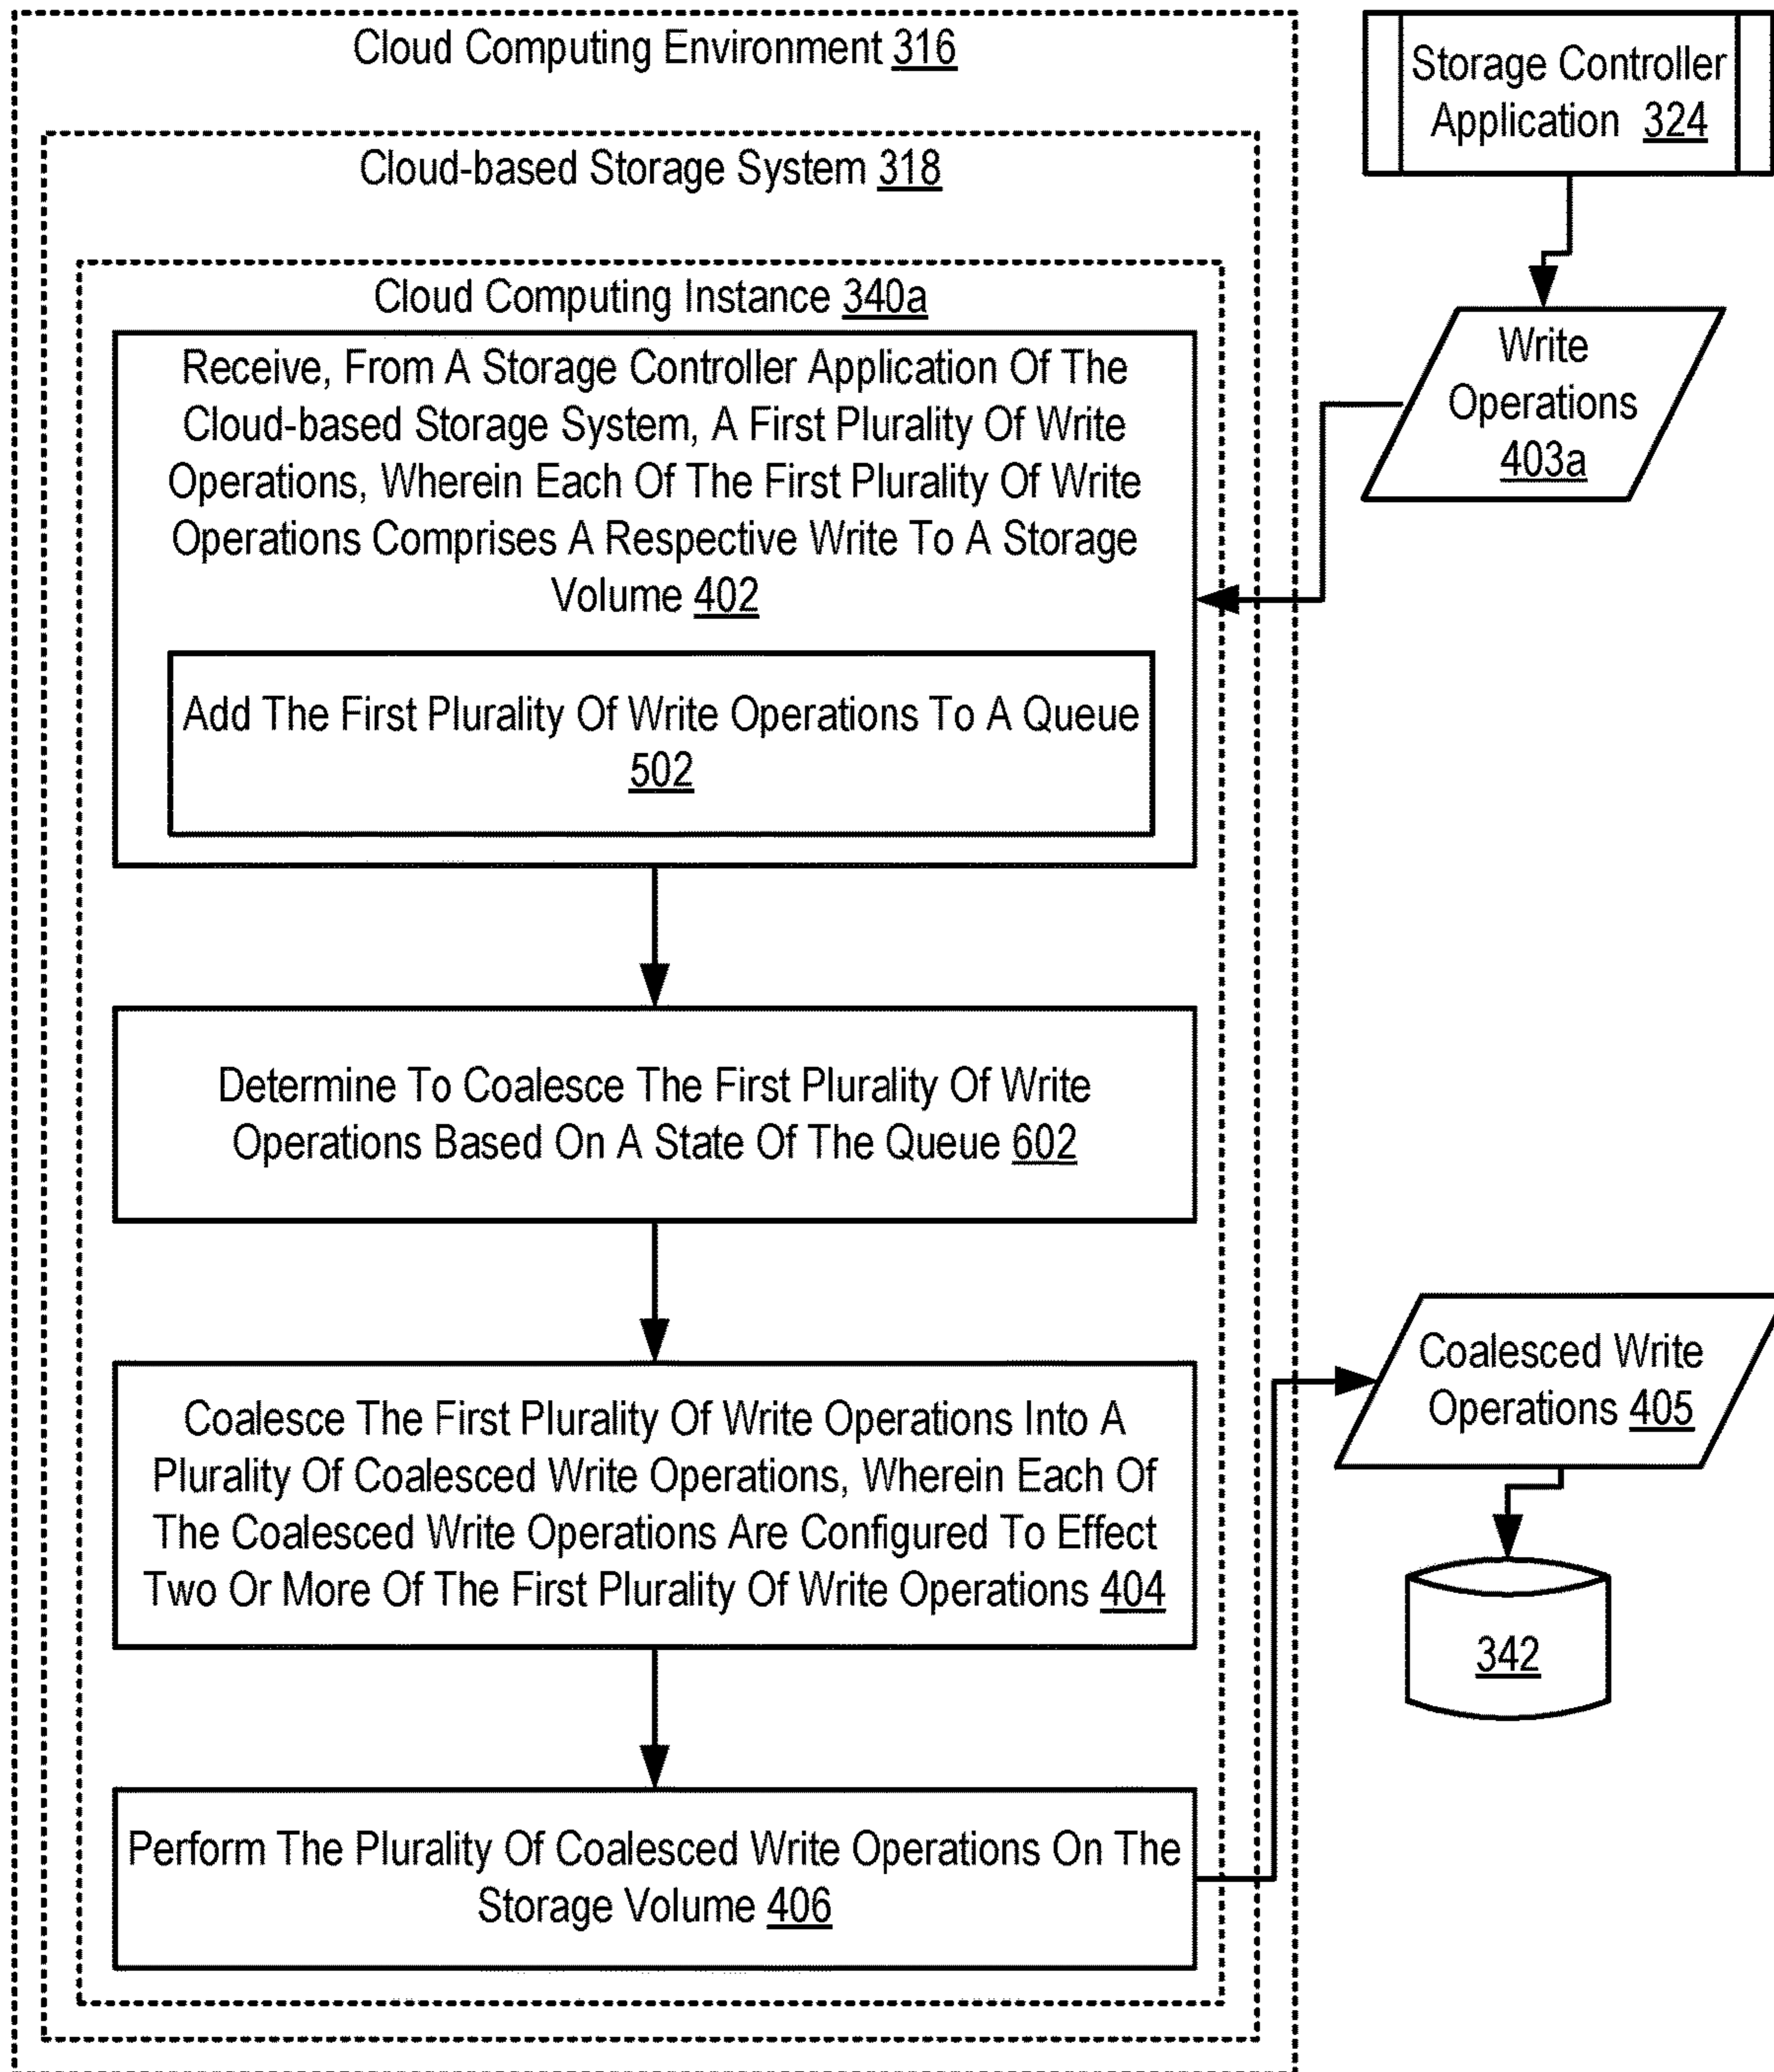 Cloud Computing Environment 316
Cloud-based Storage System 318
Cloud Computing Instance 340a
Receive, From A Storage Controller Application Of The
Cloud-based Storage System, A First Plurality Of Write
Operations, Wherein Each Of The First Plurality Of Write
Operations Comprises A Respective Write To A Storage
Volume 402
Add The First Plurality Of Write Operations To A Queue
502
Determine To Coalesce The First Plurality Of Write
Operations Based On A State Of The Queue 602
Coalesce The First Plurality Of Write Operations Into A
Plurality Of Coalesced Write Operations, Wherein Each Of
The Coalesced Write Operations Are Configured To Effect
Two Or More Of The First Plurality Of Write Operations 404
Perform The Plurality Of Coalesced Write Operations On The
Storage Volume 406
Storage Controller
Application 324
Write
Operations
403a
Coalesced Write
Operations 405
342